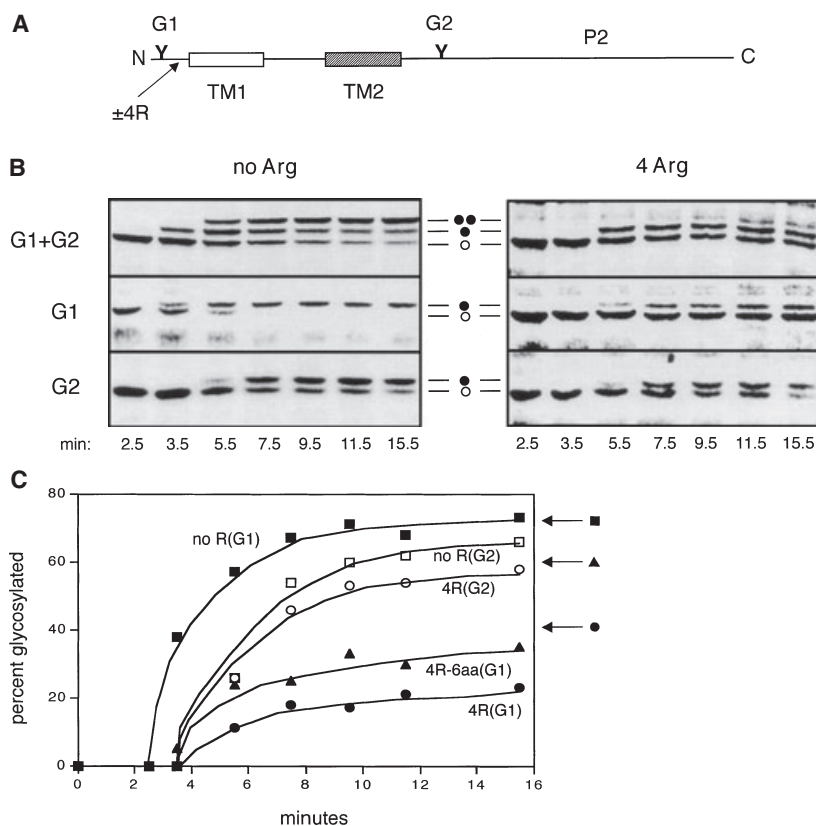 A
G1
G2
P2
N
Y
Y
C
TM1
TM2
±4R
B
no Arg
4 Arg
G1+G2
G1
G2
min: 2.5 3.5 5.5 7.5 9.5 11.5 15.5
2.5 3.5 5.5 7.5 9.5 11.5 15.5
C
80
60
40
20
0
percent glycosylated
no R(G1)
no R(G2)
4R(G2)
4R-6aa(G1)
4R(G1)
0 2 4 6 8 10 12 14 16
minutes